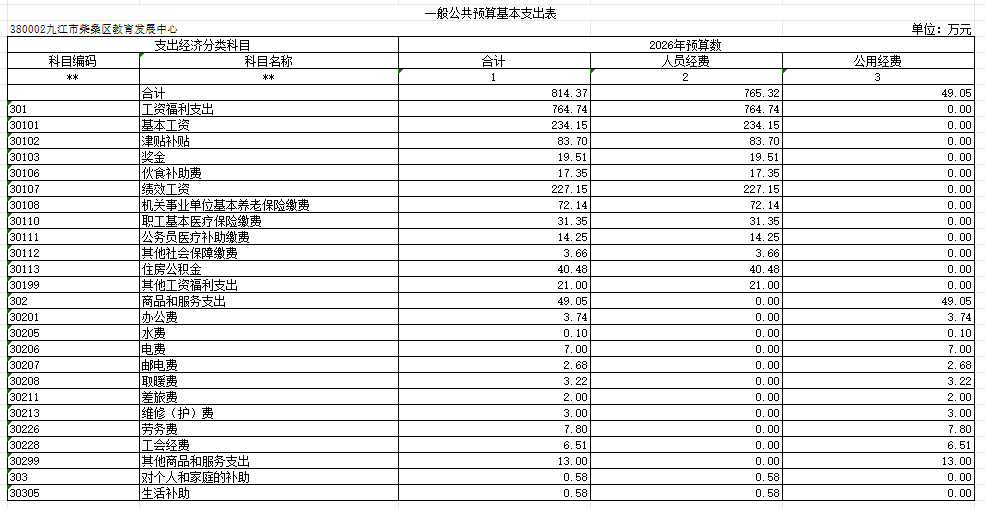 一般公共预算基本支出表
380002九江市柴桑区教育发展中心 单位：万元
支出经济分类科目 2026年预算数
科目编码 科目名称 合计 人员经费 公用经费
** ** 1 2 3
合计 814.37 765.32 49.05
301 工资福利支出 764.74 764.74 0.00
30101 基本工资 234.15 234.15 0.00
30102 津贴补贴 83.70 83.70 0.00
30103 奖金 19.51 19.51 0.00
30106 伙食补助费 17.35 17.35 0.00
30107 绩效工资 227.15 227.15 0.00
30108 机关事业单位基本养老保险缴费 72.14 72.14 0.00
30110 职工基本医疗保险缴费 31.35 31.35 0.00
30111 公务员医疗补助缴费 14.25 14.25 0.00
30112 其他社会保障缴费 3.66 3.66 0.00
30113 住房公积金 40.48 40.48 0.00
30199 其他工资福利支出 21.00 21.00 0.00
302 商品和服务支出 49.05 0.00 49.05
30201 办公费 3.74 0.00 3.74
30205 水费 0.10 0.00 0.10
30206 电费 7.00 0.00 7.00
30207 邮电费 2.68 0.00 2.68
30208 取暖费 3.22 0.00 3.22
30211 差旅费 2.00 0.00 2.00
30213 维修（护）费 3.00 0.00 3.00
30226 劳务费 7.80 0.00 7.80
30228 工会经费 6.51 0.00 6.51
30299 其他商品和服务支出 13.00 0.00 13.00
303 对个人和家庭的补助 0.58 0.58 0.00
30305 生活补助 0.58 0.58 0.00